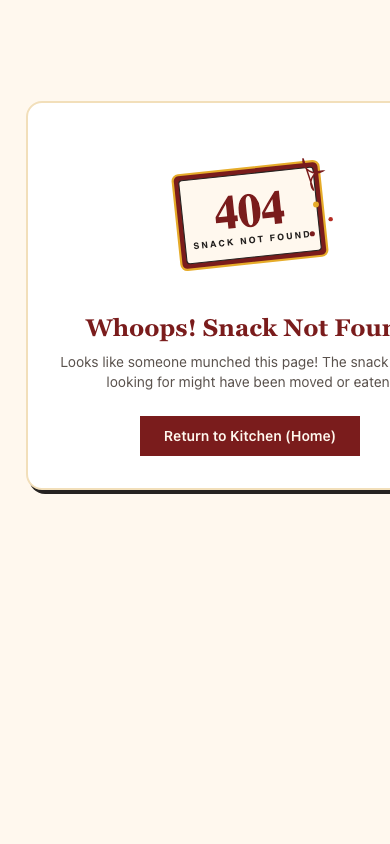 404
SNACK NOT FOUND
Whoops! Snack Not
Looks like someone munched this page! The snack
looking for might have been moved or eaten
Return to Kitchen (Home)